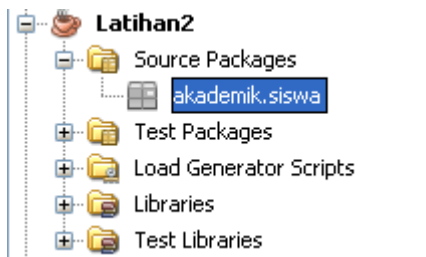 Latihan2
Source Packages
akademik.siswa
Test Packages
Load Generator Scripts
Libraries
Test Libraries